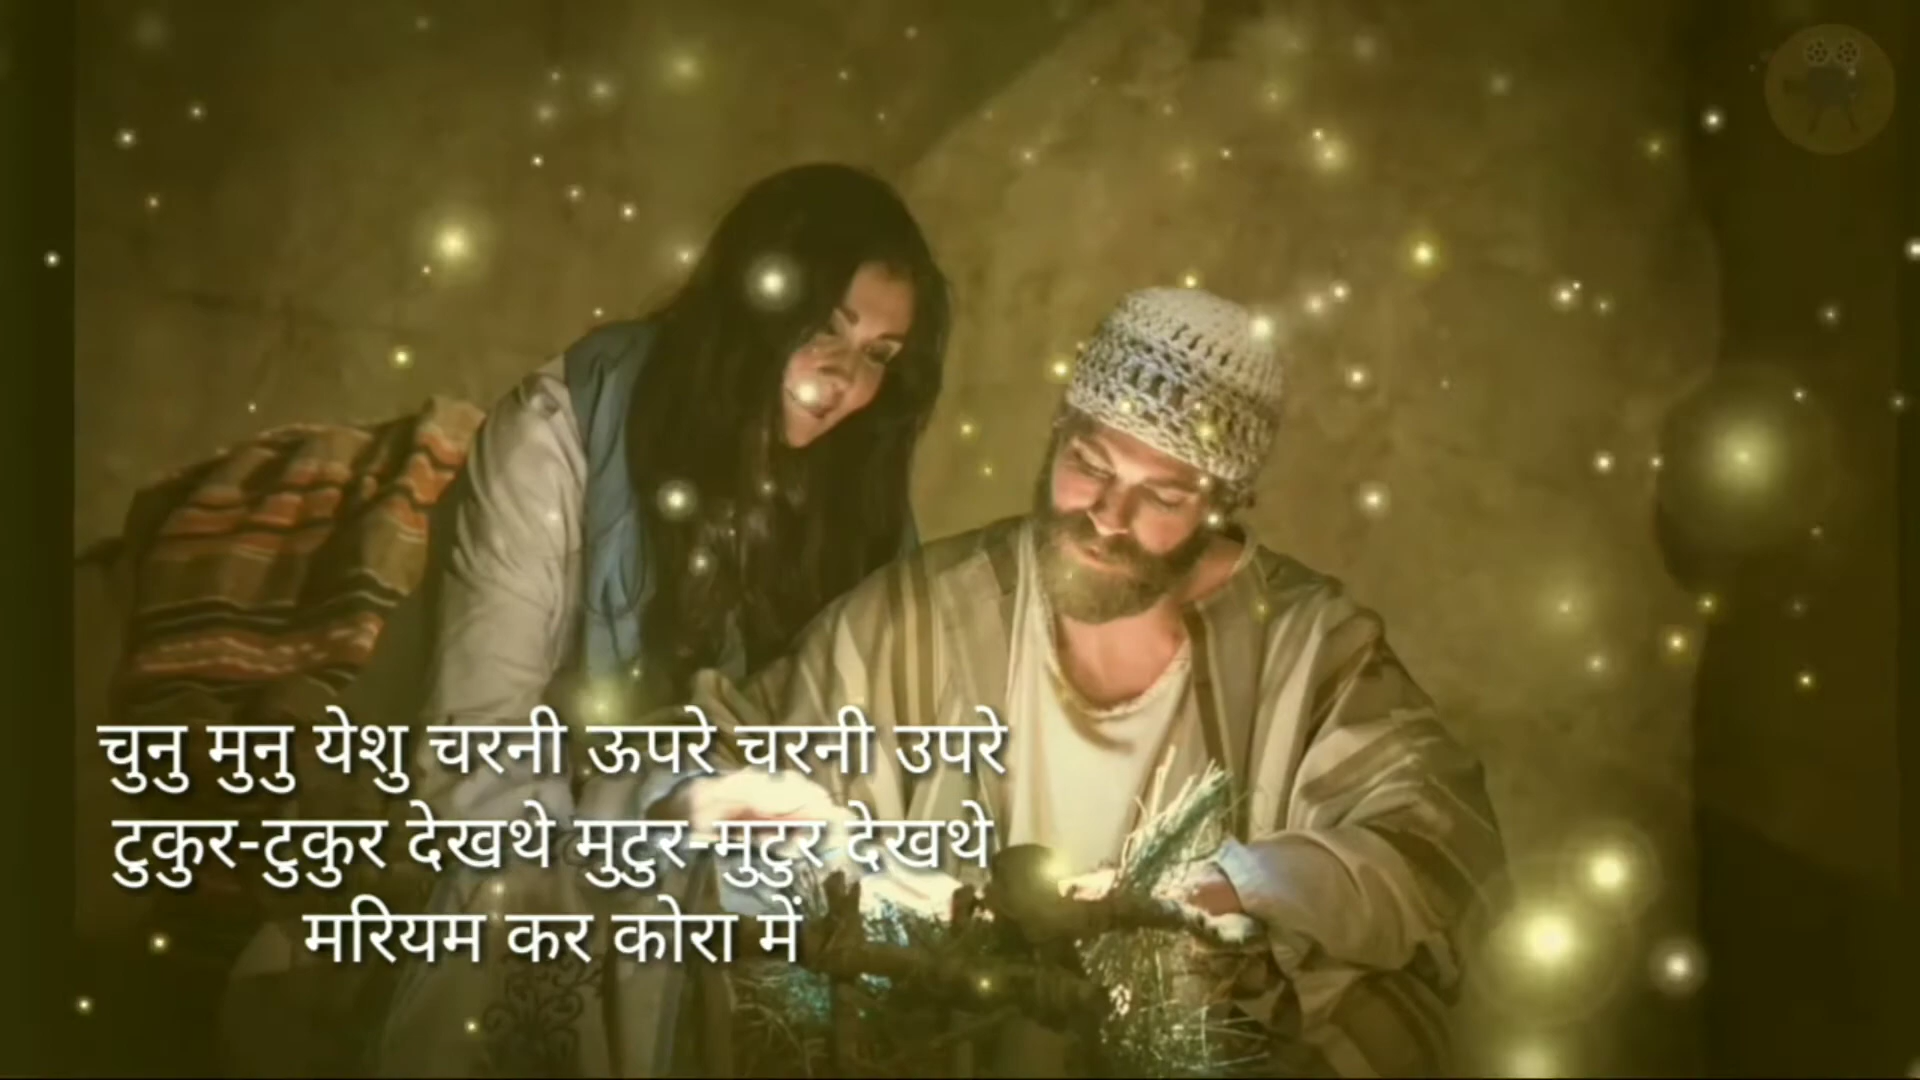 चुनु मुनु येशु चरनी ऊपरे चरनी उपरे
टुकुर-टुकुर देखथे मुटुर-मुटुर देखथे
मरियम कर कोरा में